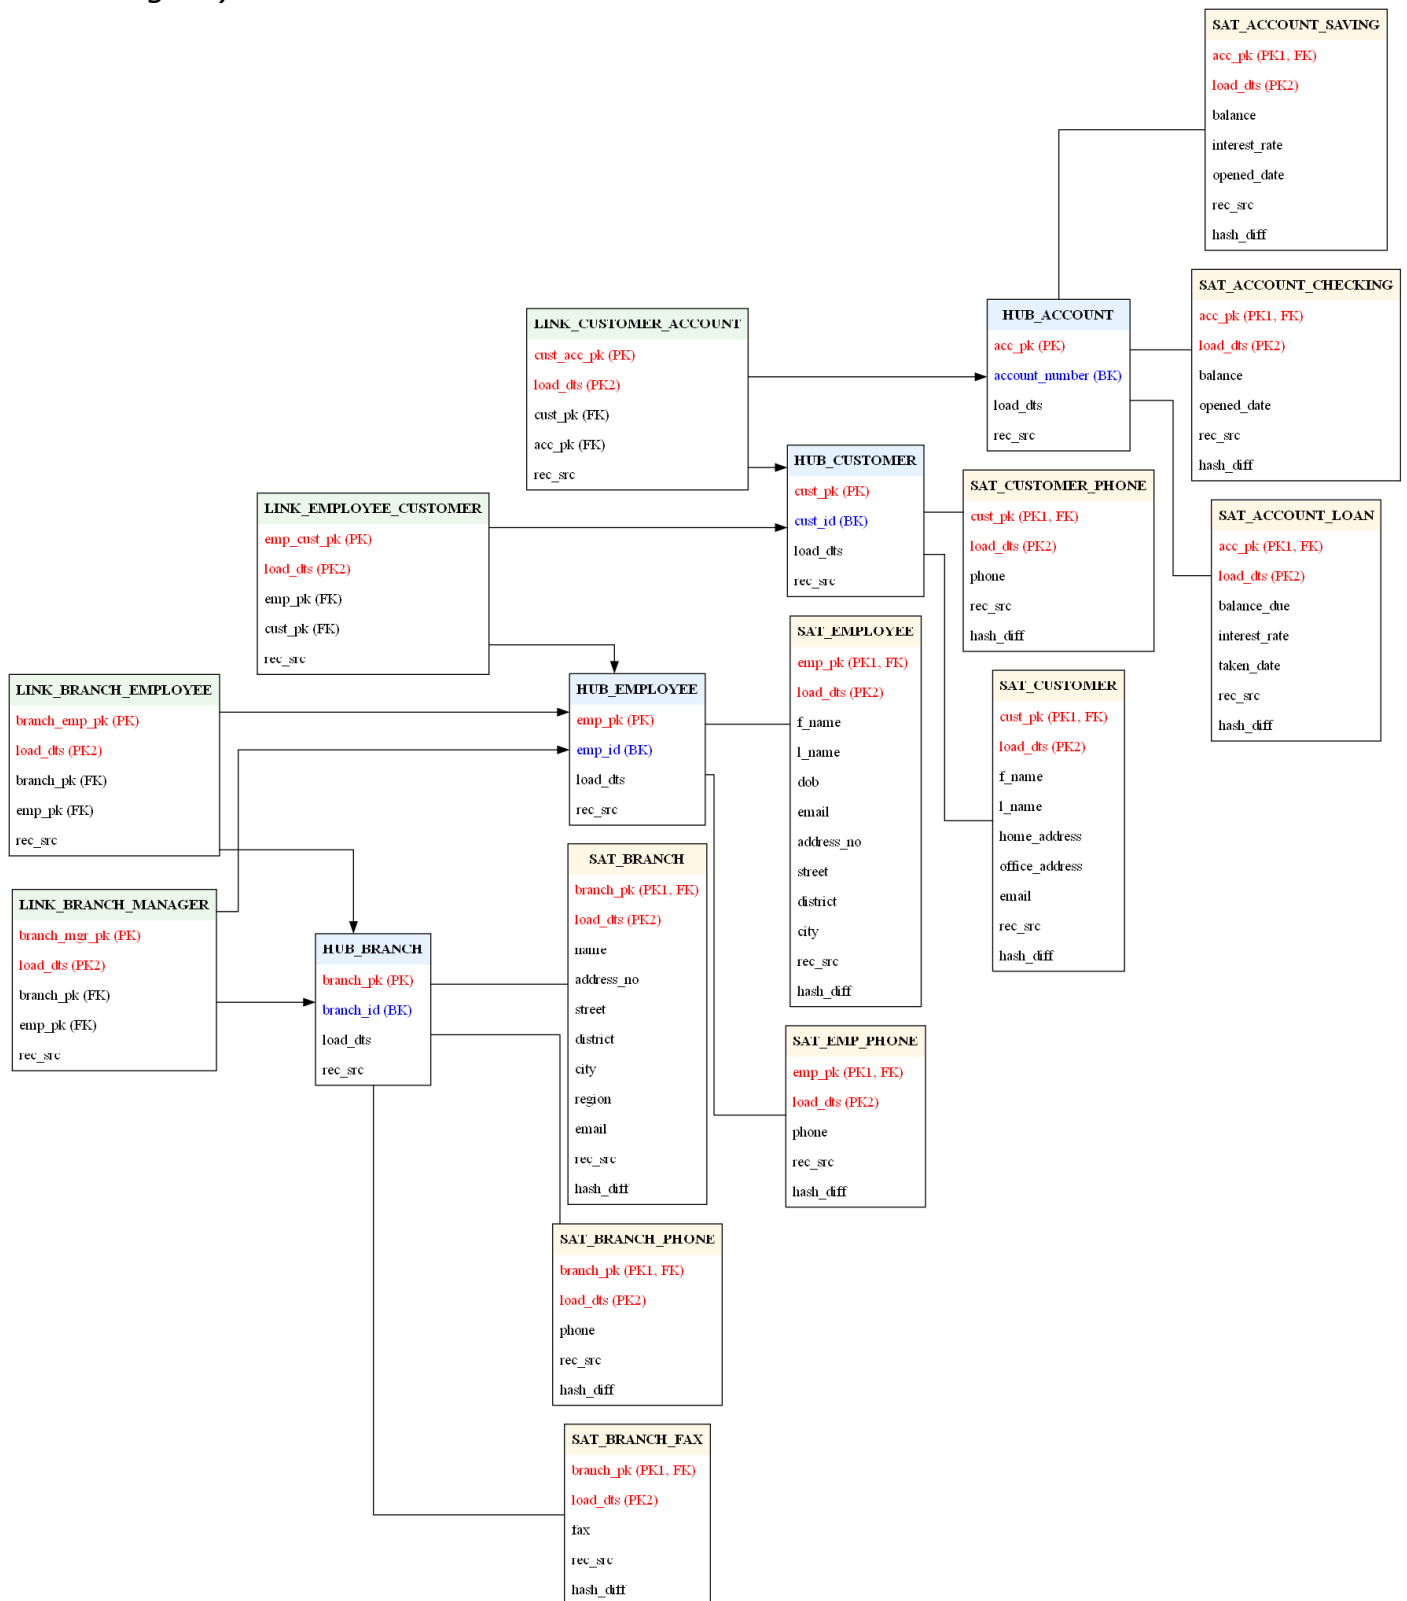 SAT_ACCOUNT_SAVING
acc_pk (PK1, FK)
load_dts (PK2)
balance
interest_rate
opened_date
rec_src
hash_diff
SAT_ACCOUNT_CHECKING
acc_pk (PK1, FK)
load_dts (PK2)
balance
opened_date
rec_src
hash_diff
HUB_ACCOUNT
acc_pk (PK)
account_number (BK)
load_dts
rec_src
LINK_CUSTOMER_ACCOUNT
cust_acc_pk (PK)
load_dts (PK2)
cust_pk (FK)
acc_pk (FK)
rec_src
HUB_CUSTOMER
cust_pk (PK)
cust_id (BK)
load_dts
rec_src
SAT_CUSTOMER_PHONE
cust_pk (PK1, FK)
load_dts (PK2)
phone
rec_src
hash_diff
SAT_ACCOUNT_LOAN
acc_pk (PK1, FK)
load_dts (PK2)
balance_due
interest_rate
taken_date
rec_src
hash_diff
LINK_EMPLOYEE_CUSTOMER
emp_cust_pk (PK)
load_dts (PK2)
emp_pk (FK)
cust_pk (FK)
rec_src
SAT_EMPLOYEE
emp_pk (PK1, FK)
load_dts (PK2)
f_name
l_name
dob
email
address_no
street
district
city
rec_src
hash_diff
SAT_CUSTOMER
cust_pk (PK1, FK)
load_dts (PK2)
f_name
l_name
home_address
office_address
email
rec_src
hash_diff
LINK_BRANCH_EMPLOYEE
branch_emp_pk (PK)
load_dts (PK2)
branch_pk (FK)
emp_pk (FK)
rec_src
HUB_EMPLOYEE
emp_pk (PK)
emp_id (BK)
load_dts
rec_src
SAT_BRANCH
branch_pk (PK1, FK)
load_dts (PK2)
name
address_no
street
district
city
region
email
rec_src
hash_diff
LINK_BRANCH_MANAGER
branch_mgr_pk (PK)
load_dts (PK2)
branch_pk (FK)
emp_pk (FK)
rec_src
HUB_BRANCH
branch_pk (PK)
branch_id (BK)
load_dts
rec_src
SAT_EMP_PHONE
emp_pk (PK1, FK)
load_dts (PK2)
phone
rec_src
hash_diff
SAT_BRANCH_PHONE
branch_pk (PK1, FK)
load_dts (PK2)
phone
rec_src
hash_diff
SAT_BRANCH_FAX
branch_pk (PK1, FK)
load_dts (PK2)
fax
rec_src
hash_diff